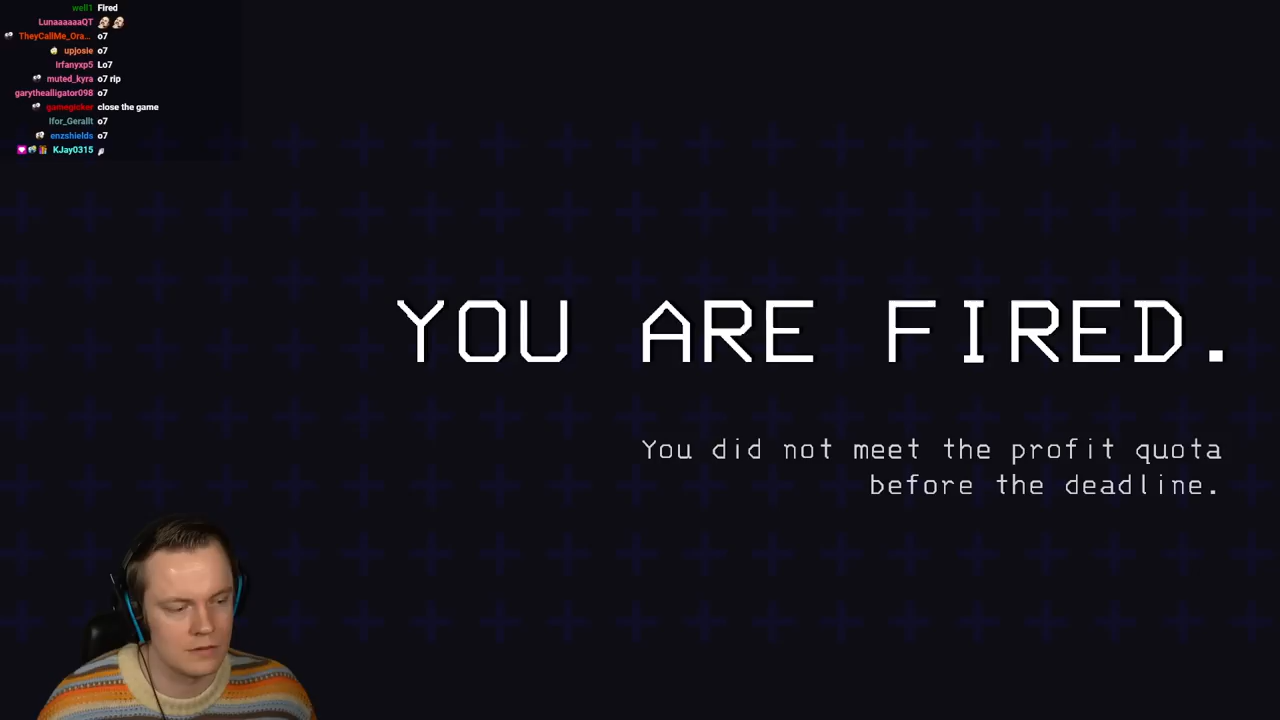 well1 Fired
LunaaaaaaQT
TheyCallMe_Ora... o7
upjosie o7
irfanyxp5 Lo7
muted_kyra o7 rip
garythealligator098 o7
gamegicker close the game
lfor_Gerallt o7
enzshields o7
KJay0315
YOU ARE FIRED.
You did not meet the profit quota
before the deadline.